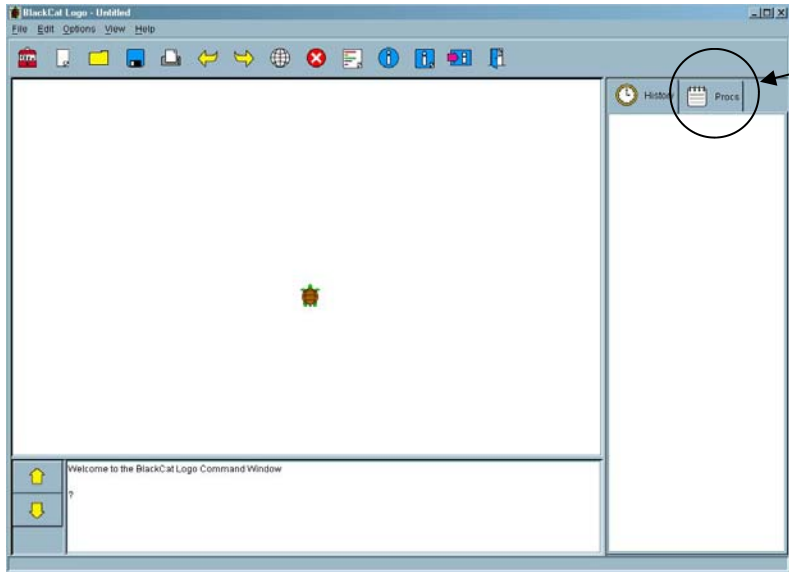 BlackCat Logo - Untitled
File Edit Options View Help
History Procs
Welcome to the BlackCat Logo Command Window
?